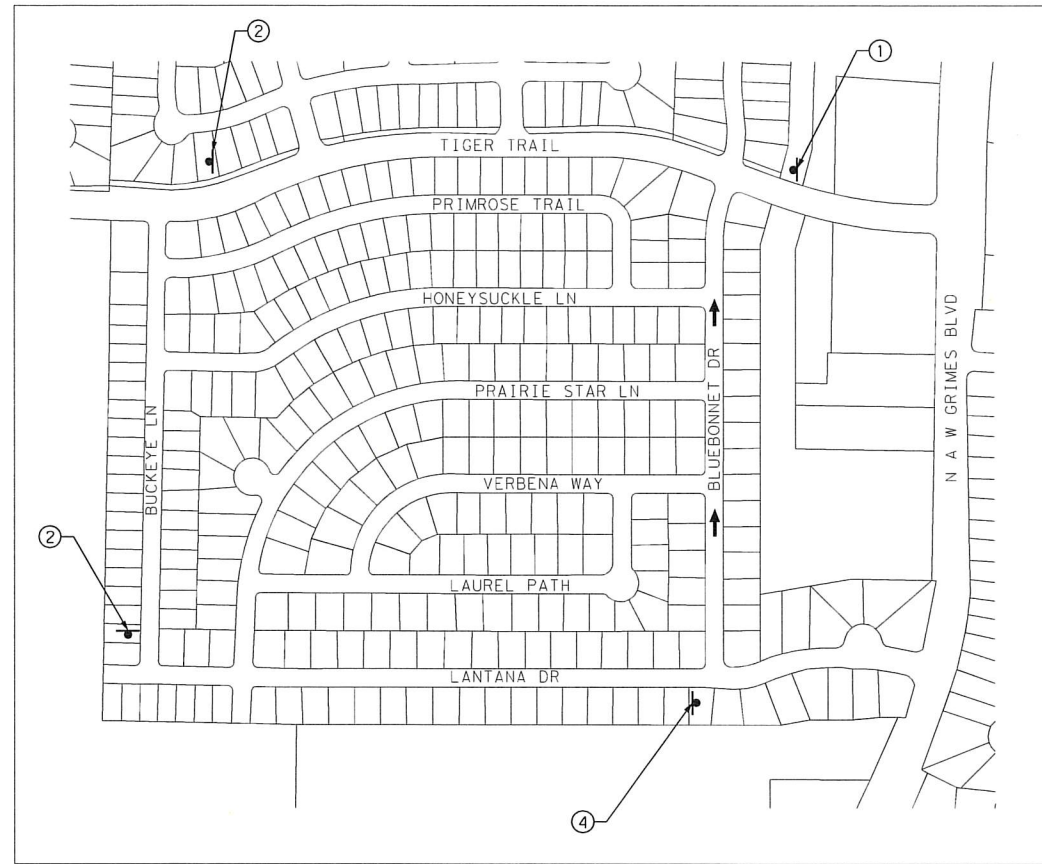 2
1
TIGER TRAIL
PRIMROSE TRAIL
HONEYSUCKLE LN
PRAIRIE STAR LN
BLUEBONNET DR
N A W GRIMES BLVD
BUCKEYE LN
VERBENA WAY
2
LAUREL PATH
LANTANA DR
4